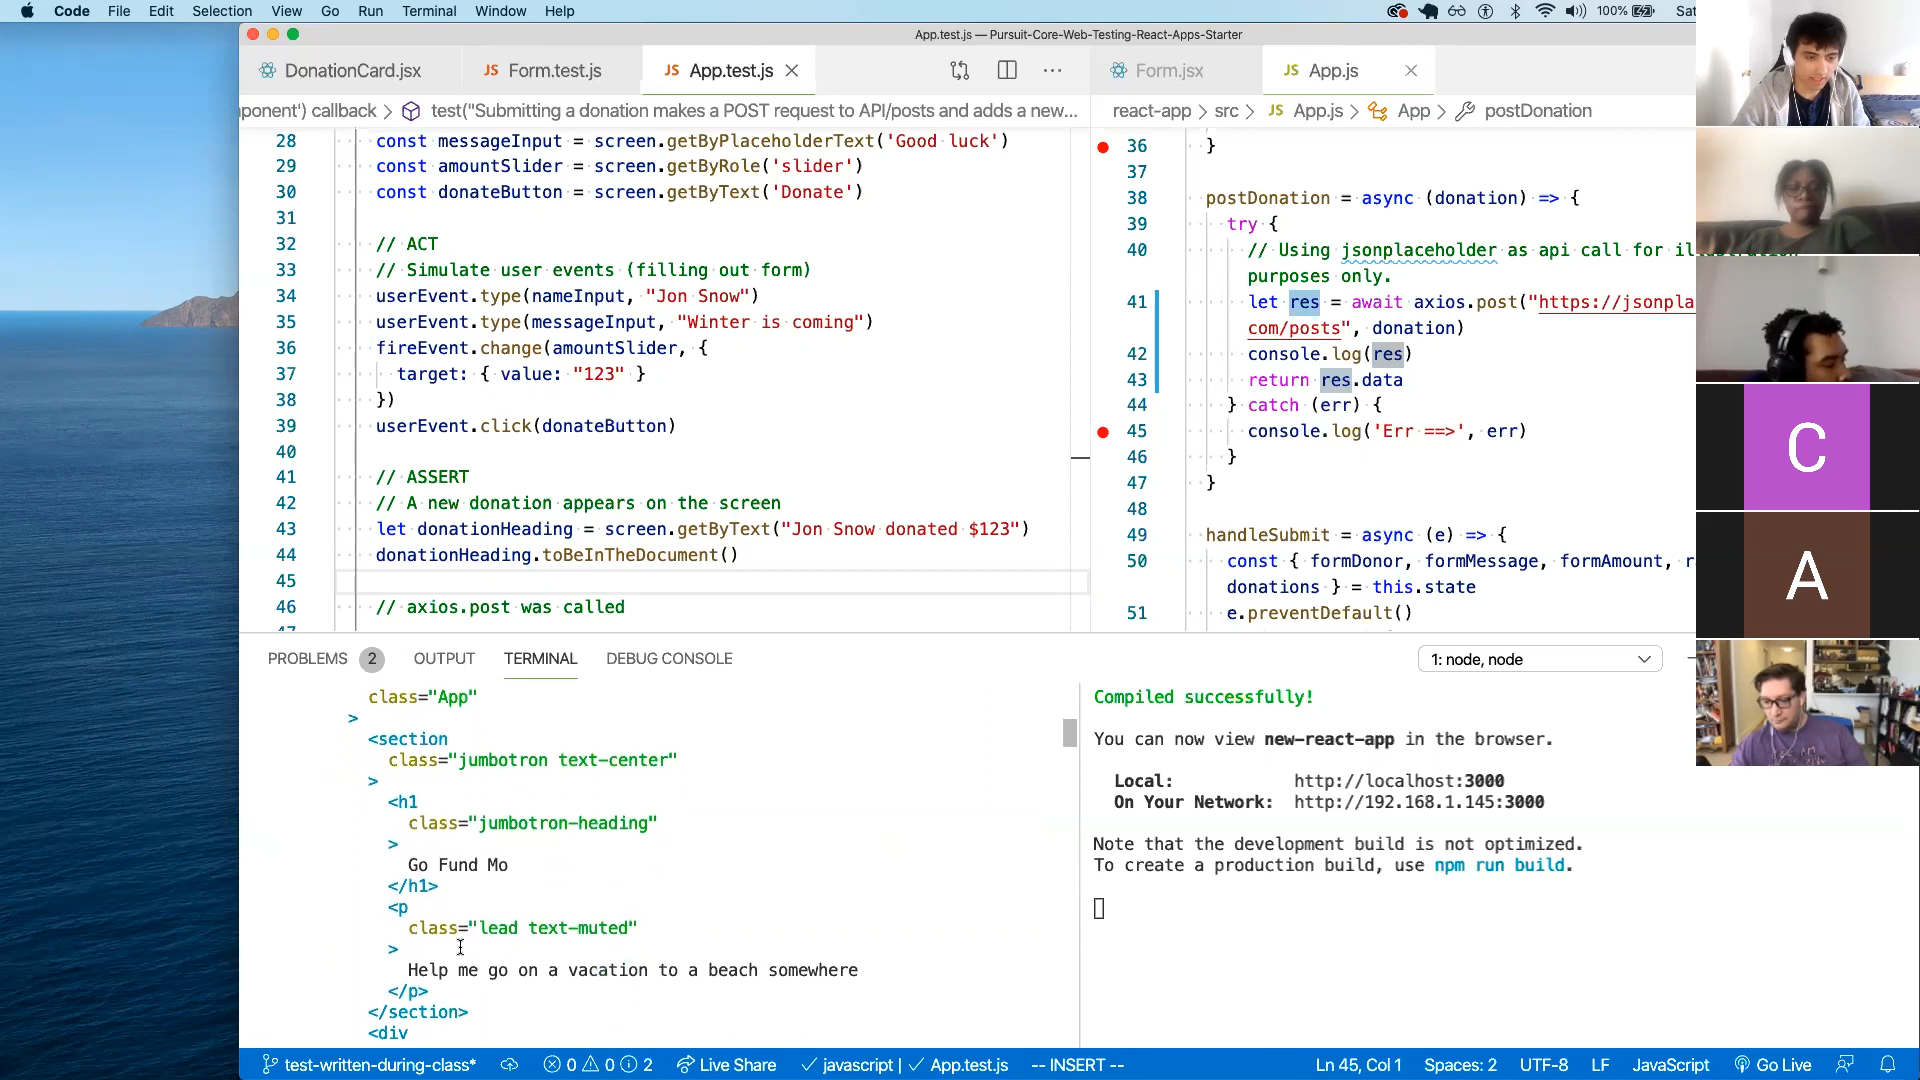 Code File Edit Selection View Go Run Terminal Window Help 100% Sat
App.test.js — Pursuit-Core-Web-Testing-React-Apps-Starter
DonationCard.jsx JS Form.test.js JS App.test.js Form.jsx JS App.js
ponent') callback > test("Submitting a donation makes a POST request to API/posts and adds a new...
react-app > src > JS App.js > App > postDonation
28 const messageInput = screen.getByPlaceholderText('Good luck')
29 const amountSlider = screen.getByRole('slider')
30 const donateButton = screen.getByText('Donate')
31
32 // ACT
33 // Simulate user events (filling out form)
34 userEvent.type(nameInput, "Jon Snow")
35 userEvent.type(messageInput, "Winter is coming")
36 fireEvent.change(amountSlider, {
37 target: { value: "123" }
38 })
39 userEvent.click(donateButton)
40
41 // ASSERT
42 // A new donation appears on the screen
43 let donationHeading = screen.getByText("Jon Snow donated $123")
44 donationHeading.toBeInTheDocument()
45
46 // axios.post was called
47
36 }
37
38 postDonation = async (donation) => {
39 try {
40 // Using jsonplaceholder as api call for illustration
purposes only.
41 let res = await axios.post("https://jsonpla
com/posts", donation)
42 console.log(res)
43 return res.data
44 } catch (err) {
45 console.log('Err ==>', err)
46 }
47 }
48
49 handleSubmit = async (e) => {
50 const { formDonor, formMessage, formAmount, r
donations } = this.state
51 e.preventDefault()
PROBLEMS 2 OUTPUT TERMINAL DEBUG CONSOLE 1: node, node
class="App"
>
<section
class="jumbotron text-center"
>
<h1
class="jumbotron-heading"
>
Go Fund Mo
</h1>
<p
class="lead text-muted"
>
Help me go on a vacation to a beach somewhere
</p>
</section>
<div
Compiled successfully!
You can now view new-react-app in the browser.
Local: http://localhost:3000
On Your Network: http://192.168.1.145:3000
Note that the development build is not optimized.
To create a production build, use npm run build.
C
A
test-written-during-class* 0 0 2 Live Share javascript | App.test.js -- INSERT -- Ln 45, Col 1 Spaces: 2 UTF-8 LF JavaScript Go Live